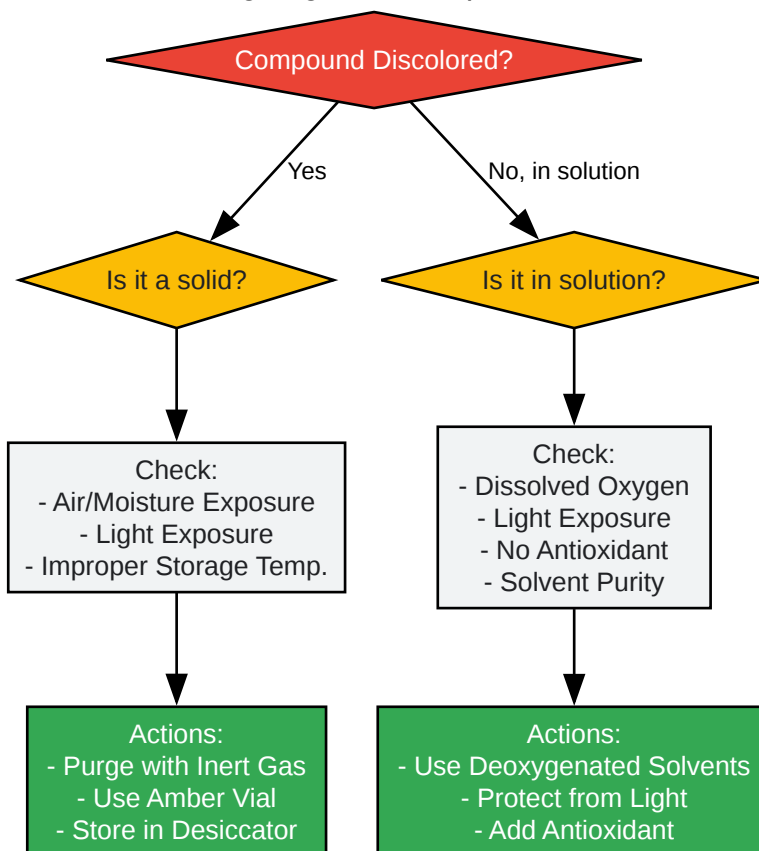 Compound Discolored?
Yes
No, in solution
Is it a solid?
Is it in solution?
Check:
- Air/Moisture Exposure
- Light Exposure
- Improper Storage Temp.
Check:
- Dissolved Oxygen
- Light Exposure
- No Antioxidant
- Solvent Purity
Actions:
- Purge with Inert Gas
- Use Amber Vial
- Store in Desiccator
Actions:
- Use Deoxygenated Solvents
- Protect from Light
- Add Antioxidant